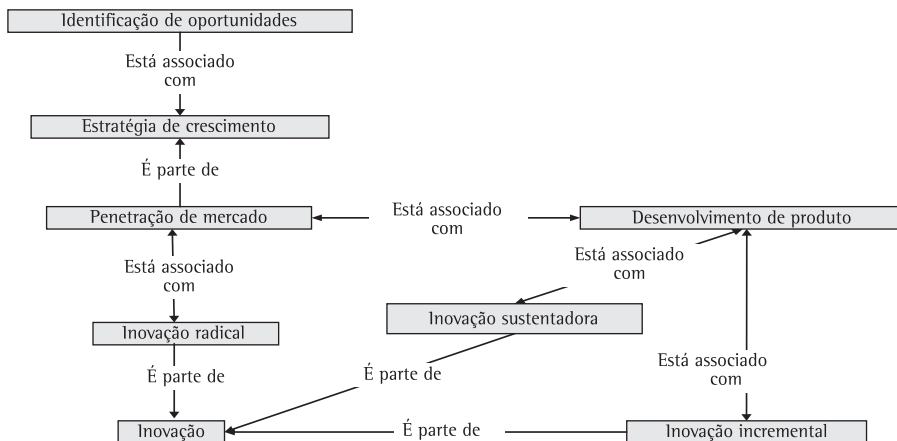 Identificação de oportunidades
Está associado
com
Estratégia de crescimento
É parte de
Penetração de mercado
Está associado
com
Desenvolvimento de produto
Está associado
com
Está associado
com
Inovação sustentadora
Inovação radical
É parte de
É parte de
Está associado
com
Inovação
É parte de
Inovação incremental